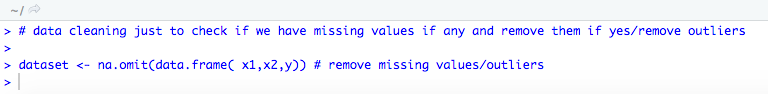 ~/
> # data cleaning just to check if we have missing values if any and remove them if yes/remove outliers
>
> dataset <- na.omit(data.frame( x1,x2,y)) # remove missing values/outliers
>